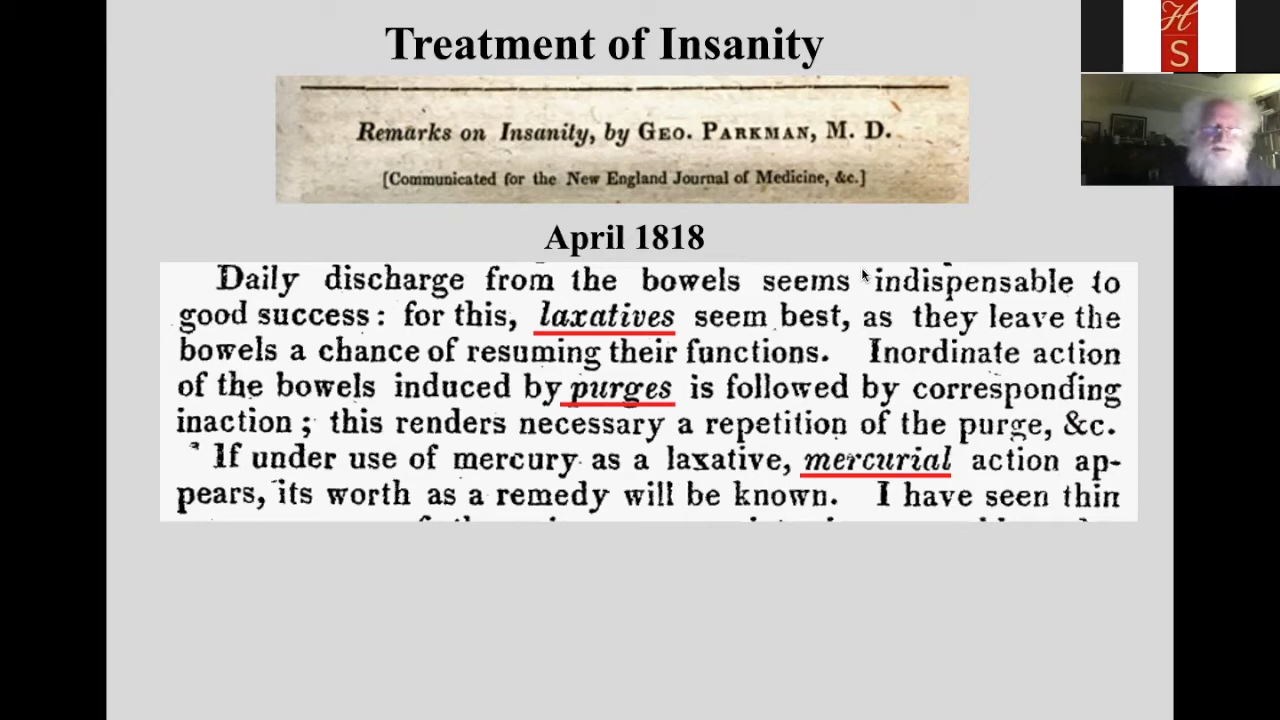 Treatment of Insanity
H
S
Remarks on Insanity, by GEO. PARKMAN, M. D.
[Communicated for the New England Journal of Medicine, &c.]
April 1818
Daily discharge from the bowels seems indispensable to
good success: for this, laxatives seem best, as they leave the
bowels a chance of resuming their functions. Inordinate action
of the bowels induced by purges is followed by corresponding
inaction; this renders necessary a repetition of the purge, &c.
If under use of mercury as a laxative, mercurial action ap-
pears, its worth as a remedy will be known. I have seen thin